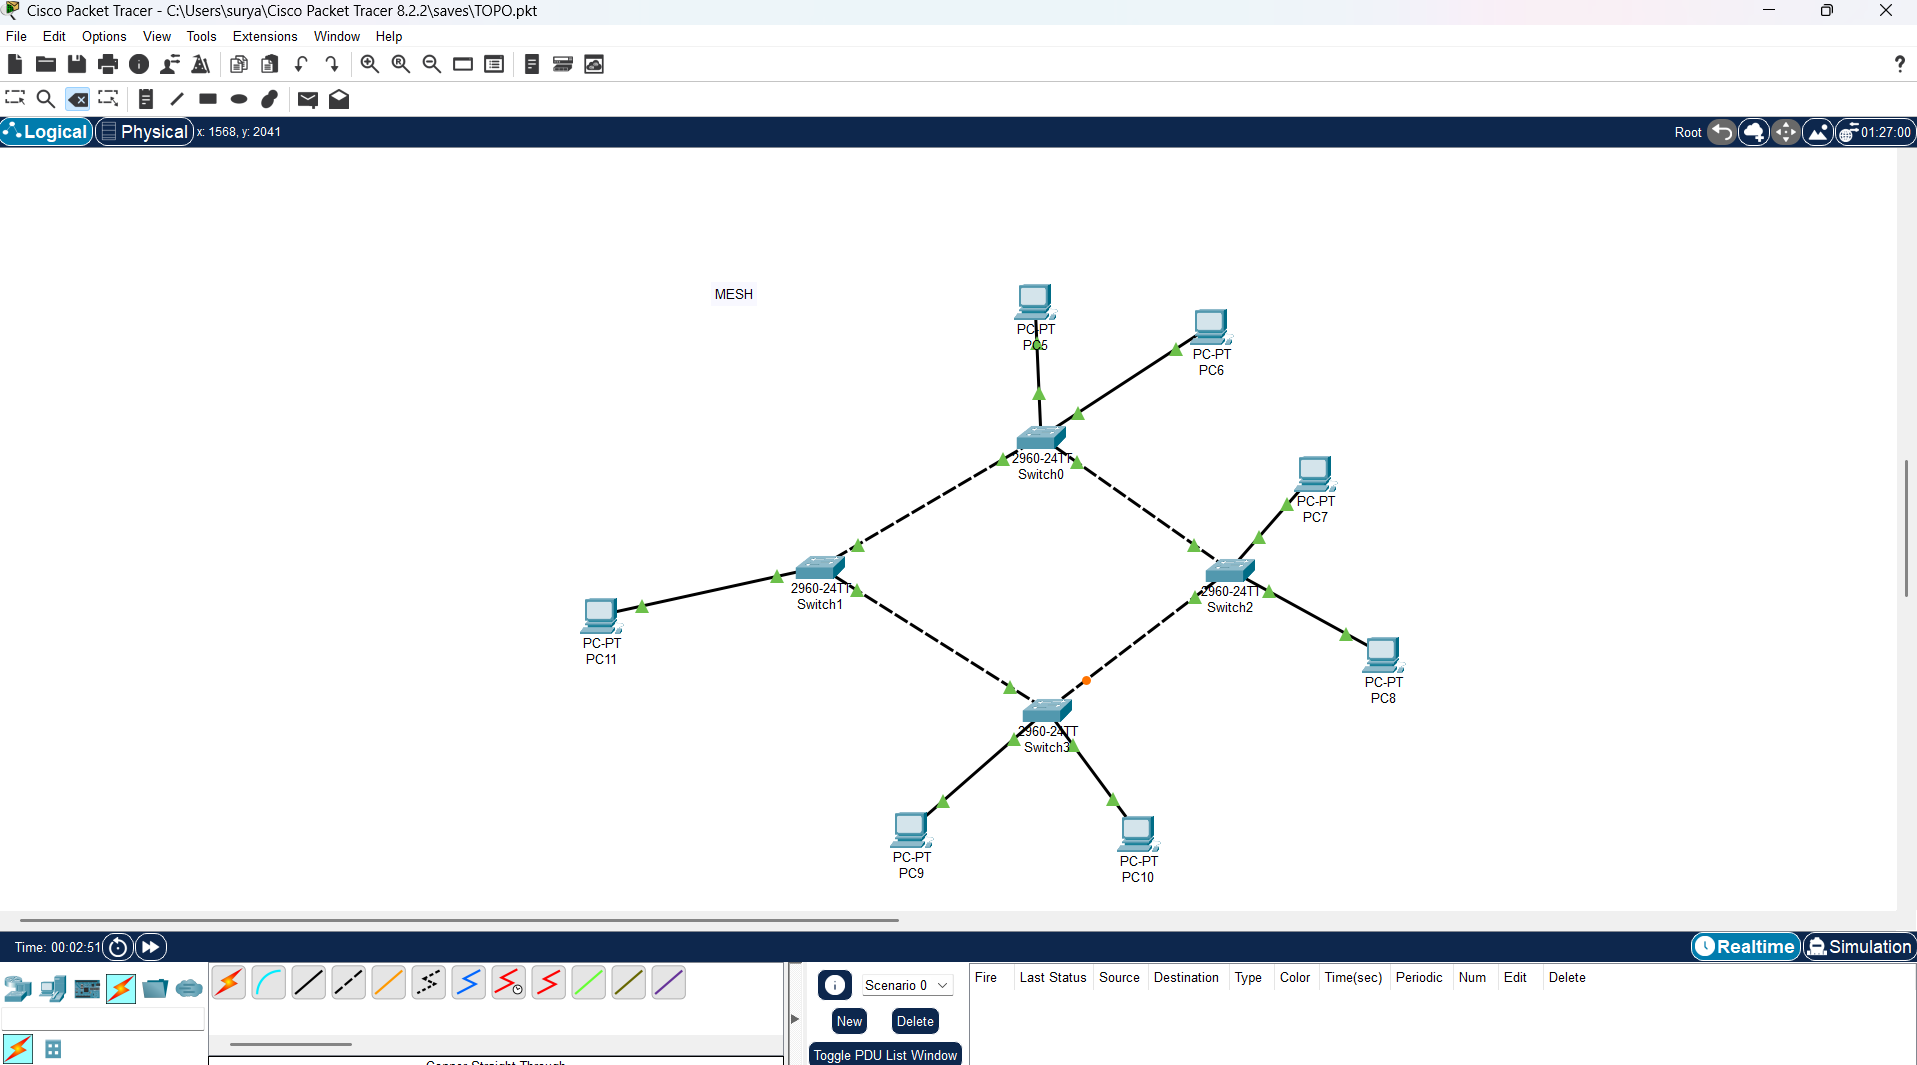 Cisco Packet Tracer - C:\Users\surya\Cisco Packet Tracer 8.2.2\saves\TOPO.pkt
File Edit Options View Tools Extensions Window Help
?
Logical Physical x: 1568, y: 2041 Root 01:27:00
MESH
PC-PT
PC5
PC-PT
PC6
2960-24TT
Switch0
PC-PT
PC7
2960-24TT
Switch1
2960-24TT
Switch2
PC-PT
PC11
PC-PT
PC8
2960-24TT
Switch3
PC-PT
PC9
PC-PT
PC10
Time: 00:02:51 Realtime Simulation
Scenario 0
New Delete
Toggle PDU List Window
Fire Last Status Source Destination Type Color Time(sec) Periodic Num Edit Delete
Copper Straight-Through